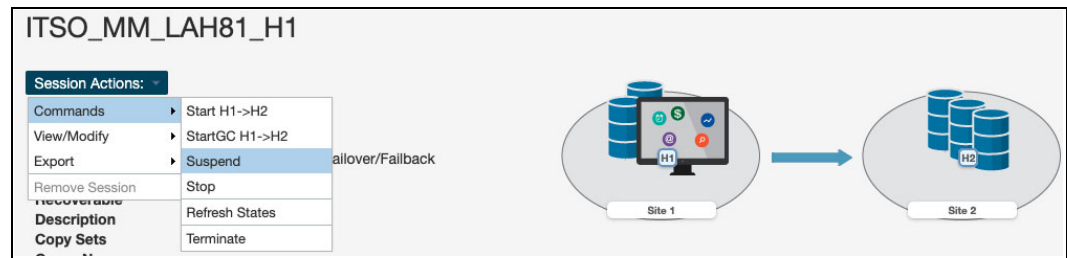 ITSO_MM_LAH81_H1
Session Actions:
Commands
View/Modify
Export
Remove Session
Start H1->H2
StartGC H1->H2
Suspend
Stop
Refresh States
Terminate
ailover/Failback
Recoverable
Description
Copy Sets
H1
H2
@
$
Site 1
Site 2